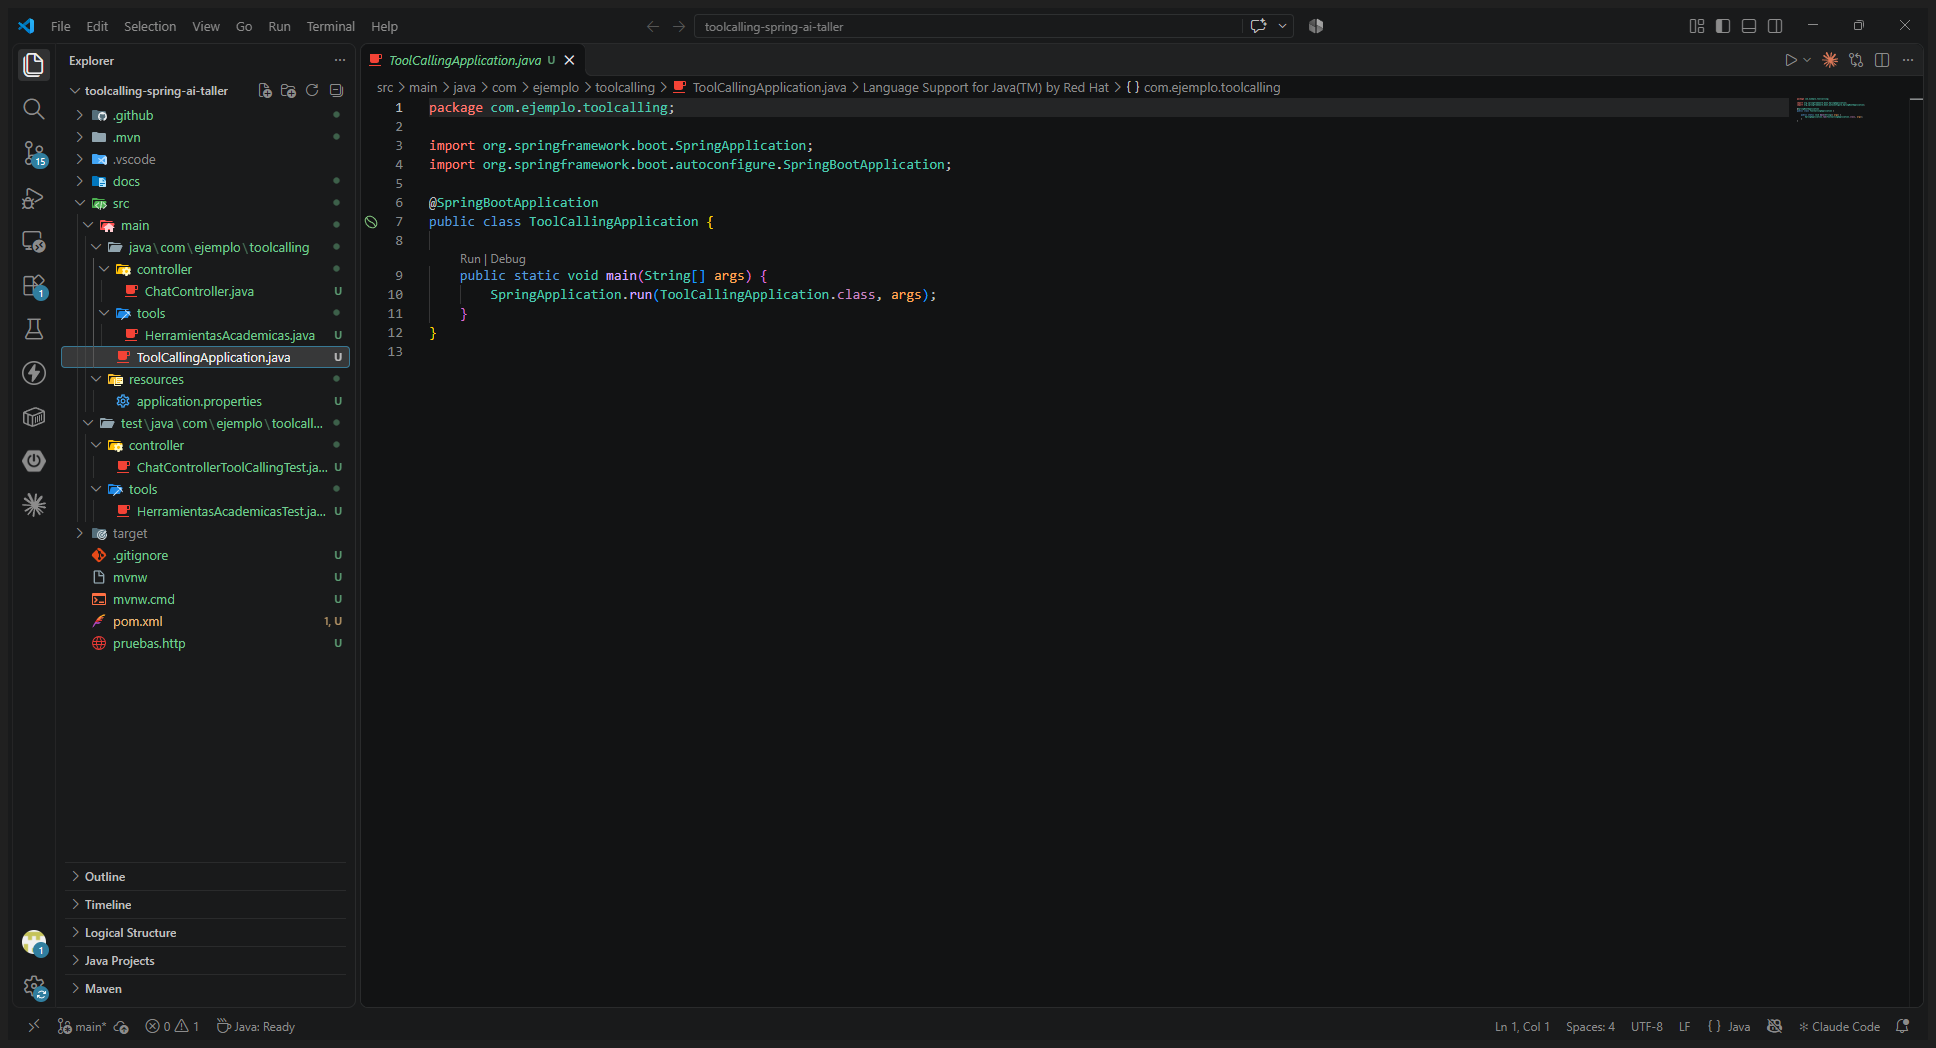 File Edit Selection View Go Run Terminal Help
toolcalling-spring-ai-taller
Explorer
toolcalling-spring-ai-taller
.github
.mvn
.vscode
docs
src
main
java\com\ejemplo\toolcalling
controller
ChatController.java U
tools
HerramientasAcademicas.java U
ToolCallingApplication.java U
resources
application.properties U
test\java\com\ejemplo\toolcall...
controller
ChatControllerToolCallingTest.ja... U
tools
HerramientasAcademicasTest.ja... U
target
.gitignore U
mvnw U
mvnw.cmd U
pom.xml 1, U
pruebas.http U
Outline
Timeline
Logical Structure
Java Projects
Maven
15
1
1
ToolCallingApplication.java U
src > main > java > com > ejemplo > toolcalling > ToolCallingApplication.java > Language Support for Java(TM) by Red Hat > {} com.ejemplo.toolcalling
1 package com.ejemplo.toolcalling;
2
3 import org.springframework.boot.SpringApplication;
4 import org.springframework.boot.autoconfigure.SpringBootApplication;
5
6 @SpringBootApplication
7 public class ToolCallingApplication {
8
Run | Debug
9 public static void main(String[] args) {
10 SpringApplication.run(ToolCallingApplication.class, args);
11 }
12 }
13
main* 0 1 Java: Ready
Ln 1, Col 1 Spaces: 4 UTF-8 LF {} Java Claude Code